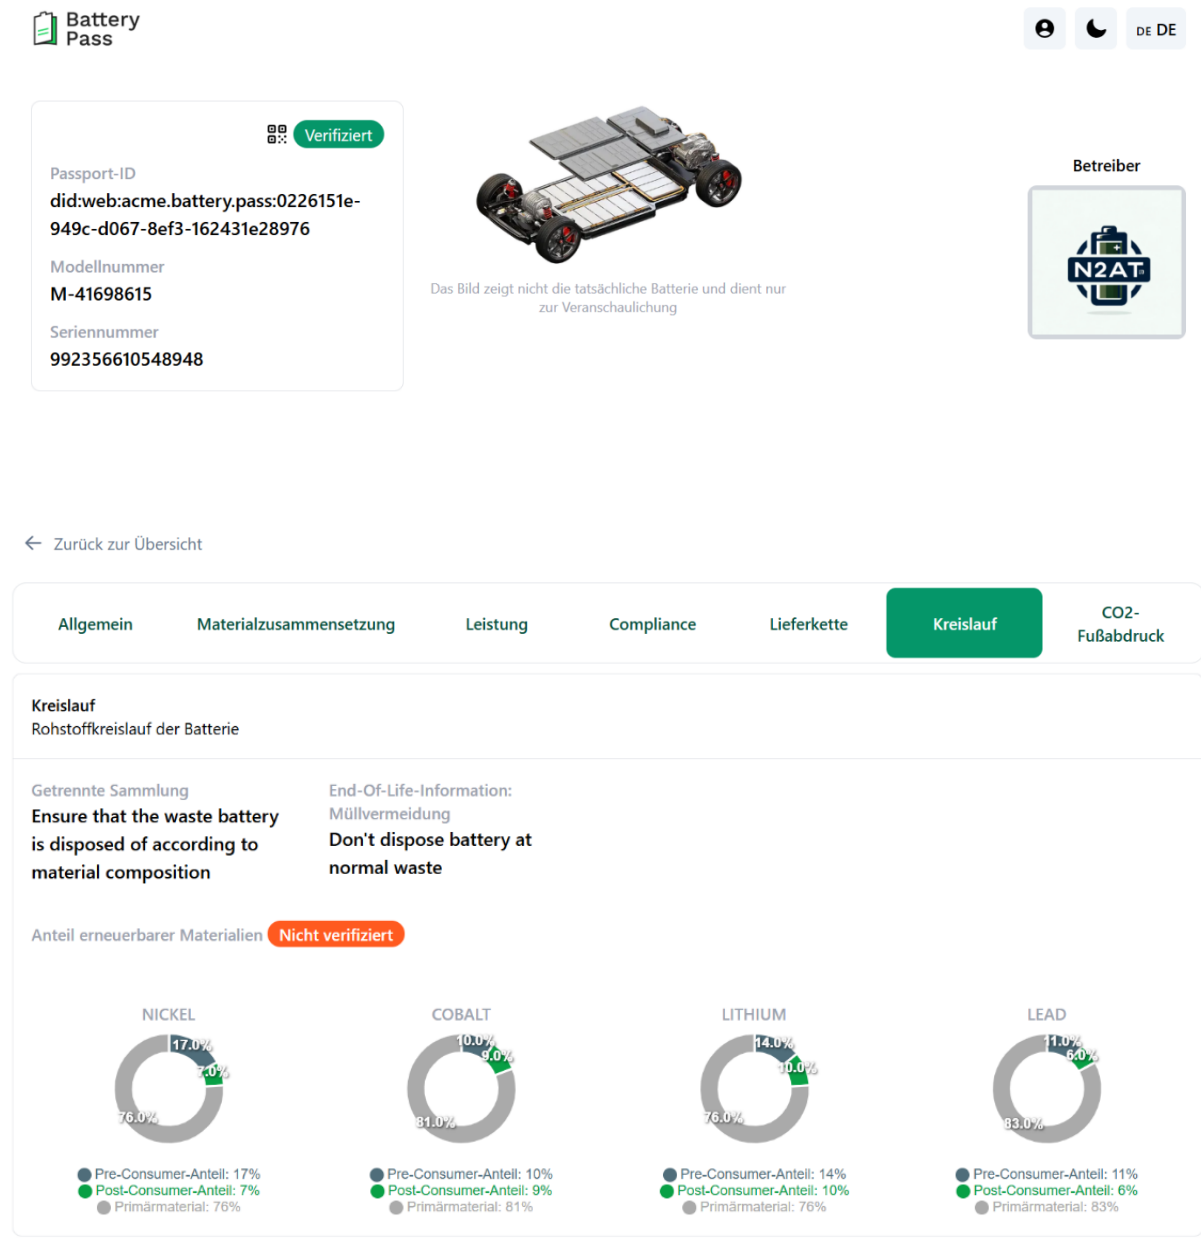 Battery
Pass
DE DE
Verifiziert
Passport-ID
did:web:acme.battery.pass:0226151e-
949c-d067-8ef3-162431e28976
Modellnummer
M-41698615
Seriennummer
992356610548948
Das Bild zeigt nicht die tatsächliche Batterie und dient nur
zur Veranschaulichung
Betreiber
N2AT
Zurück zur Übersicht
Allgemein
Materialzusammensetzung
Leistung
Compliance
Lieferkette
Kreislauf
CO2-
Fußabdruck
Kreislauf
Rohstoffkreislauf der Batterie
Getrennte Sammlung
Ensure that the waste battery
is disposed of according to
material composition
End-Of-Life-Information:
Müllvermeidung
Don't dispose battery at
normal waste
Anteil erneuerbarer Materialien Nicht verifiziert
NICKEL
17.0%
7.0%
76.0%
Pre-Consumer-Anteil: 17%
Post-Consumer-Anteil: 7%
Primärmaterial: 76%
COBALT
10.0%
9.0%
81.0%
Pre-Consumer-Anteil: 10%
Post-Consumer-Anteil: 9%
Primärmaterial: 81%
LITHIUM
14.0%
10.0%
76.0%
Pre-Consumer-Anteil: 14%
Post-Consumer-Anteil: 10%
Primärmaterial: 76%
LEAD
11.0%
6.0%
83.0%
Pre-Consumer-Anteil: 11%
Post-Consumer-Anteil: 6%
Primärmaterial: 83%